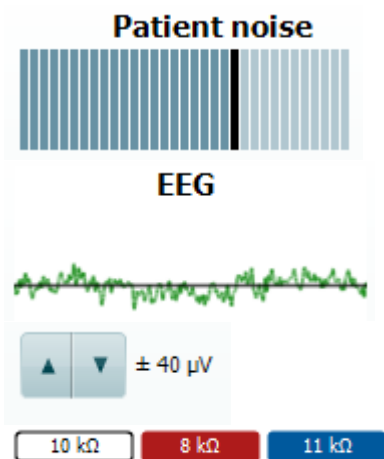 Patient noise
EEG
± 40 µV
10 kΩ 8 kΩ 11 kΩ